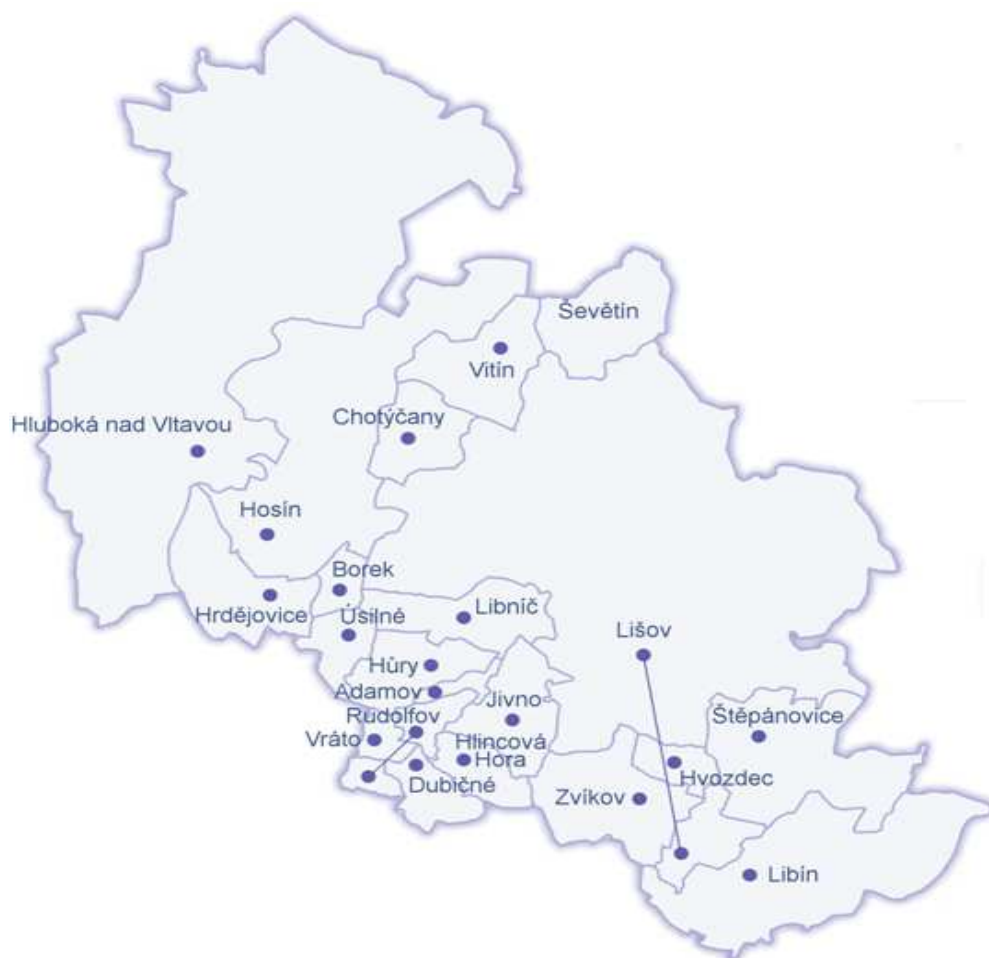 Ševětín
Vitín
Chotýčany
Hluboká nad Vltavou
Hosín
Borek
Hrdějovice
Úsilné
Libníč
Lišov
Hůry
Adamov
Jivno
Rudolfov
Štěpánovice
Vráto
Hlincová
Hora
Hvozdec
Dubičné
Zvíkov
Libín